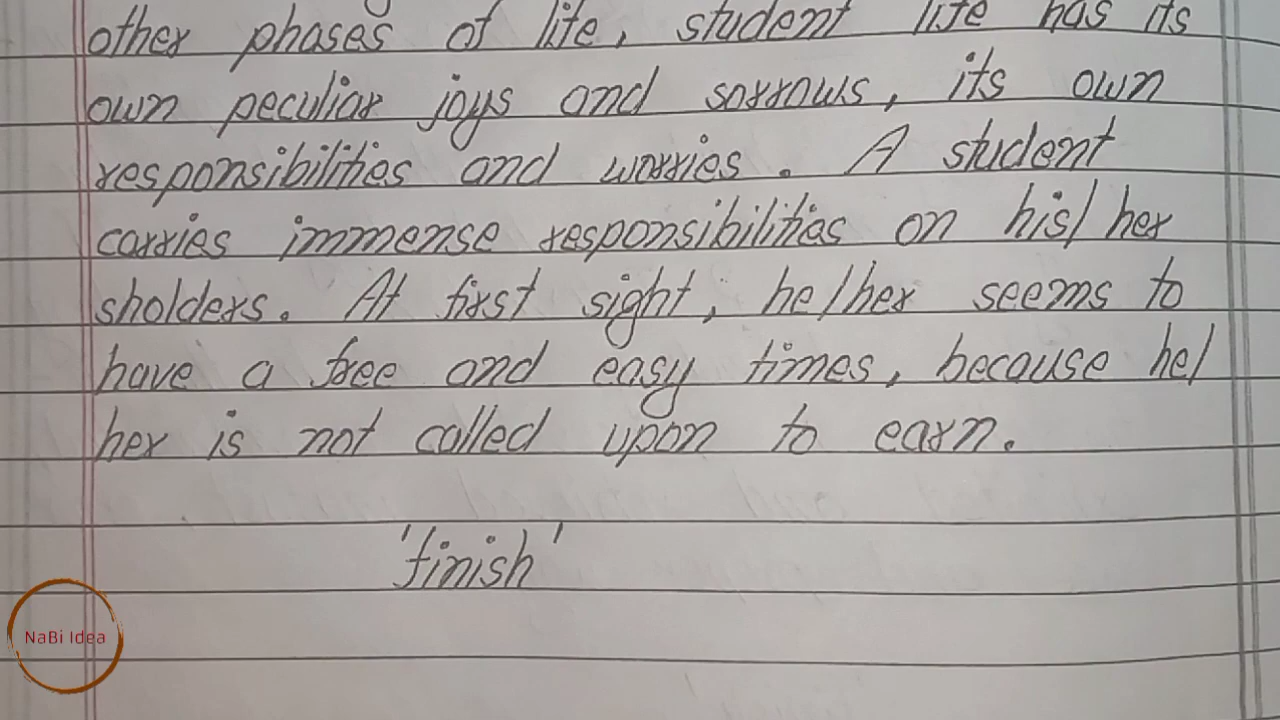 other phases of life, student life has its
own peculiar joys and sorrows, its own
responsibilities and worries. A student
carries immense responsibilities on his/her
sholders. At first sight, he/her seems to
have a free and easy times, because he/
her is not called upon to earn.
'finish'
NaBi Idea